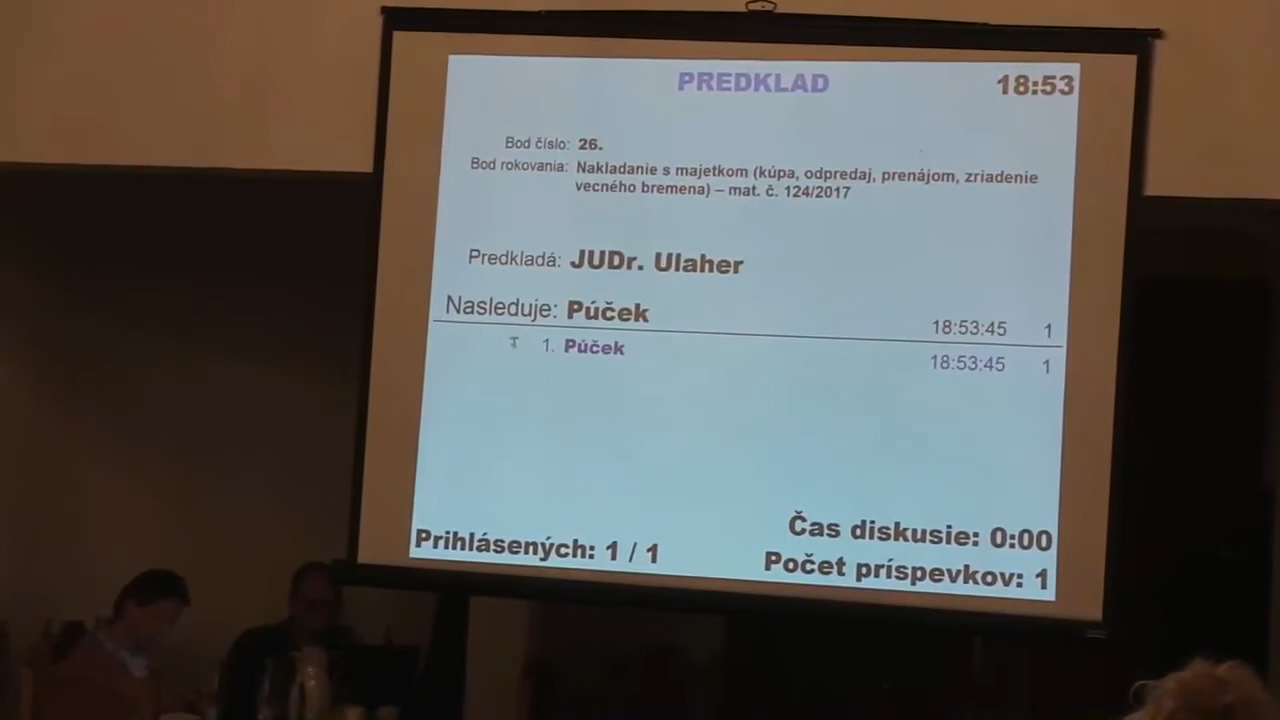 PREDKLAD
18:53
Bod číslo: 26.
Bod rokovania: Nakladanie s majetkom (kúpa, odpredaj, prenájom, zriadenie
vecného bremena) – mat. č. 124/2017
Predkladá: JUDr. Ulaher
Nasleduje: Púček 18:53:45 1
1. Púček 18:53:45 1
Prihlásených: 1 / 1
Čas diskusie: 0:00
Počet príspevkov: 1